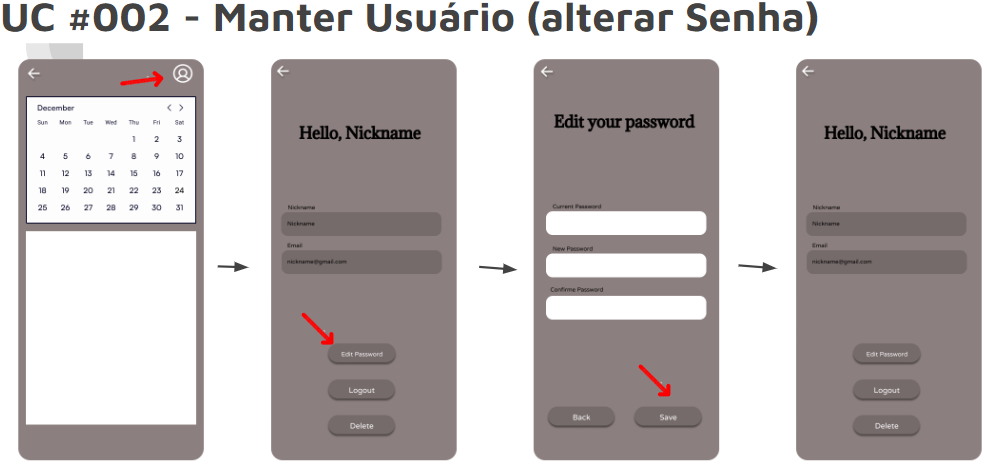 UC #002 - Manter Usuário (alterar Senha)
December
Sun Mon Tue Wed Thu Fri Sat
1 2 3
4 5 6 7 8 9 10
11 12 13 14 15 16 17
18 19 20 21 22 23 24
25 26 27 28 29 30 31
Hello, Nickname
Nickname
Nickname
Email
nickname@gmail.com
Edit Password
Logout
Delete
Edit your password
Current Password
New Password
Confirme Password
Back Save
Hello, Nickname
Nickname
Nickname
Email
nickname@gmail.com
Edit Password
Logout
Delete